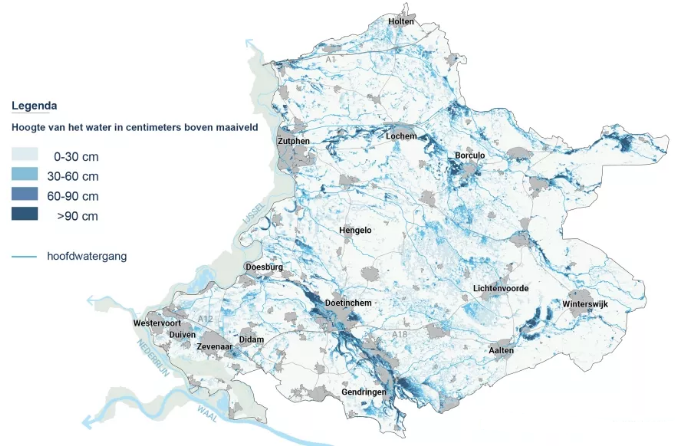 Holten
A1
Legenda
Hoogte van het water in centimeters boven maaiveld
0-30 cm
30-60 cm
60-90 cm
>90 cm
hoofdwatergang
Zutphen
Lochem
Borculo
IJSSEL
Hengelo
Doesburg
Lichtenvoorde
Doetinchem
Winterswijk
Westervoort
A12
Duiven
Zevenaar
Didam
A18
Aalten
NEDERRIJN
Gendringen
WAAL